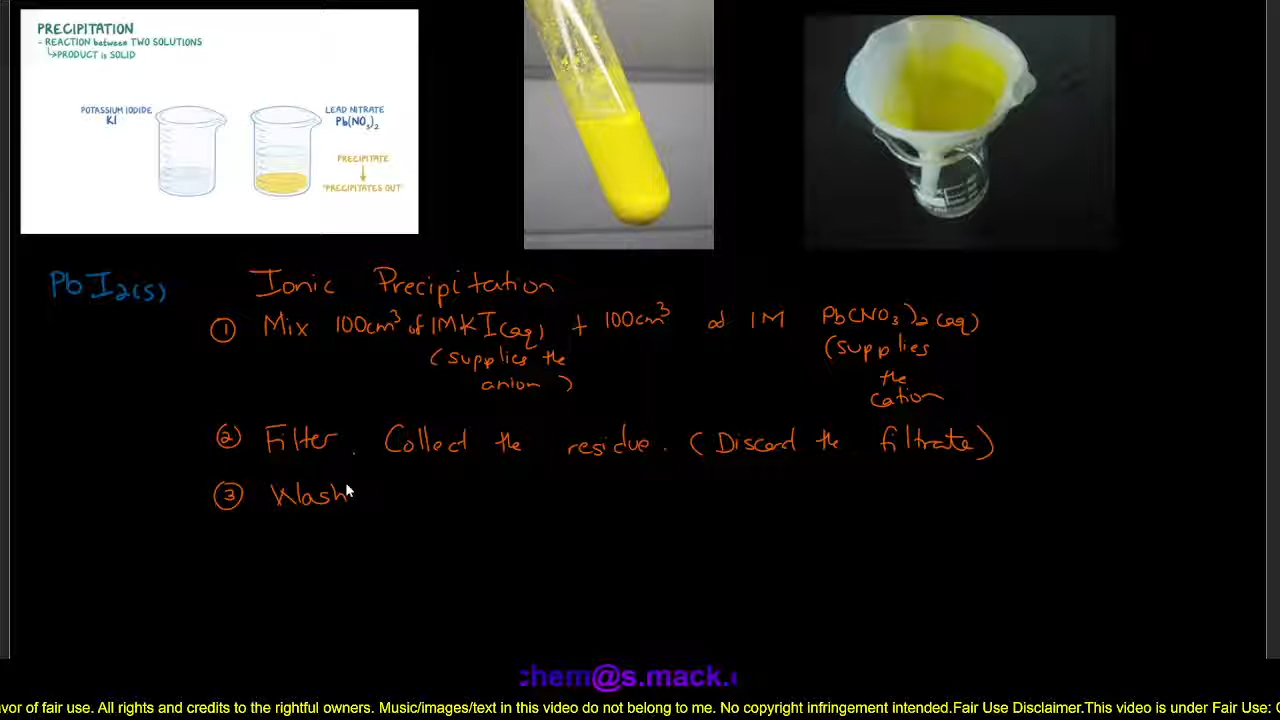 PRECIPITATION
- REACTION between TWO SOLUTIONS
↳PRODUCT is SOLID
POTASSIUM IODIDE
KI
LEAD NITRATE
Pb(NO3)2
PRECIPITATE
↓
"PRECIPITATES OUT"
PbI2(s)
Ionic Precipitation
① Mix 100cm³ of 1M KI(aq) + 100cm³ of 1M Pb(NO3)2(aq)
(supplies the
anion)
(supplies
the
cation
② Filter. Collect the residue. (Discard the filtrate)
③ Wash
chem@s.mack.
avor of fair use. All rights and credits to the rightful owners. Music/images/text in this video do not belong to me. No copyright infringement intended.Fair Use Disclaimer.This video is under Fair Use: